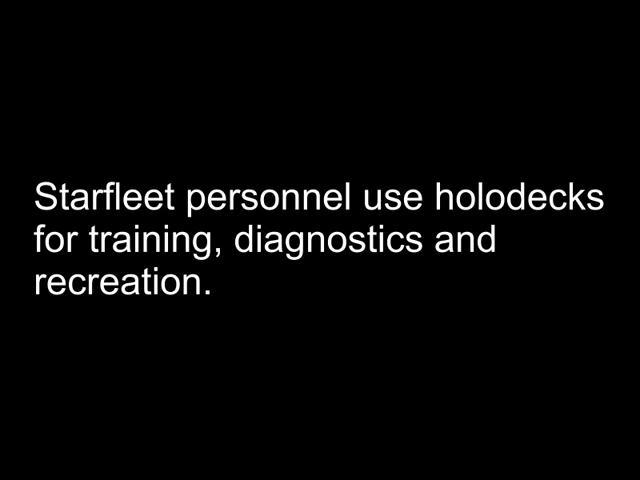 Starfleet personnel use holodecks
for training, diagnostics and
recreation.